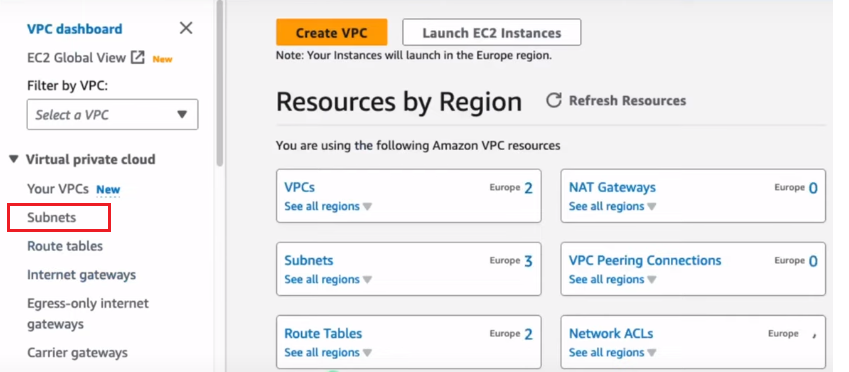 VPC dashboard
EC2 Global View New
Filter by VPC:
Select a VPC
Virtual private cloud
Your VPCs New
Subnets
Route tables
Internet gateways
Egress-only internet
gateways
Carrier gateways
Create VPC
Launch EC2 Instances
Note: Your Instances will launch in the Europe region.
Resources by Region
Refresh Resources
You are using the following Amazon VPC resources
VPCs Europe 2
See all regions
NAT Gateways Europe 0
See all regions
Subnets Europe 3
See all regions
VPC Peering Connections Europe 0
See all regions
Route Tables Europe 2
See all regions
Network ACLs Europe
See all regions